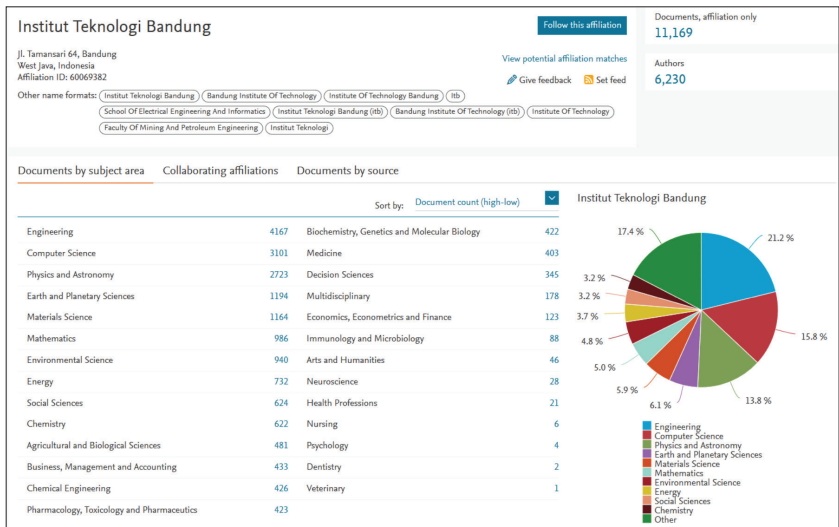 Institut Teknologi Bandung
Follow this affiliation
Jl. Tamansari 64, Bandung
West Java, Indonesia
Affiliation ID: 60069382
View potential affiliation matches
Give feedback Set feed
Other name formats: Institut Teknologi Bandung Bandung Institute Of Technology Institute Of Technology Bandung Itb
School Of Electrical Engineering And Informatics Institut Teknologi Bandung (itb) Bandung Institute Of Technology (itb) Institute Of Technology
Faculty Of Mining And Petroleum Engineering Institut Teknologi
Documents, affiliation only
11,169
Authors
6,230
Documents by subject area Collaborating affiliations Documents by source
Sort by: Document count (high-low)
Engineering 4167
Computer Science 3101
Physics and Astronomy 2723
Earth and Planetary Sciences 1194
Materials Science 1164
Mathematics 986
Environmental Science 940
Energy 732
Social Sciences 624
Chemistry 622
Agricultural and Biological Sciences 481
Business, Management and Accounting 433
Chemical Engineering 426
Pharmacology, Toxicology and Pharmaceutics 423
Biochemistry, Genetics and Molecular Biology 422
Medicine 403
Decision Sciences 345
Multidisciplinary 178
Economics, Econometrics and Finance 123
Immunology and Microbiology 88
Arts and Humanities 46
Neuroscience 28
Health Professions 21
Nursing 6
Psychology 4
Dentistry 2
Veterinary 1
Institut Teknologi Bandung
17.4 %
21.2 %
3.2 %
3.2 %
3.7 %
4.8 %
15.8 %
5.0 %
5.9 %
13.8 %
6.1 %
Engineering
Computer Science
Physics and Astronomy
Earth and Planetary Sciences
Materials Science
Mathematics
Environmental Science
Energy
Social Sciences
Chemistry
Other